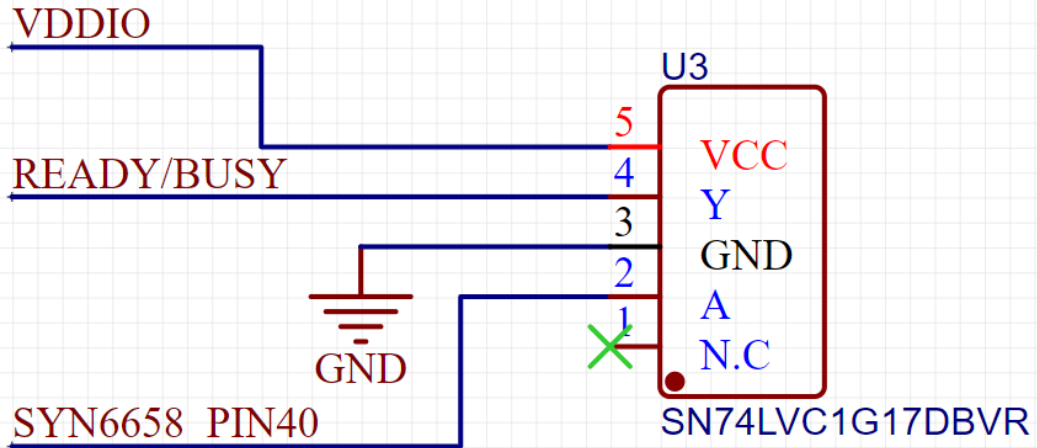 VDDIO
U3
5
VCC
READY/BUSY
4
Y
3
GND
2
A
1
N.C
GND
SYN6658 PIN40
SN74LVC1G17DBVR